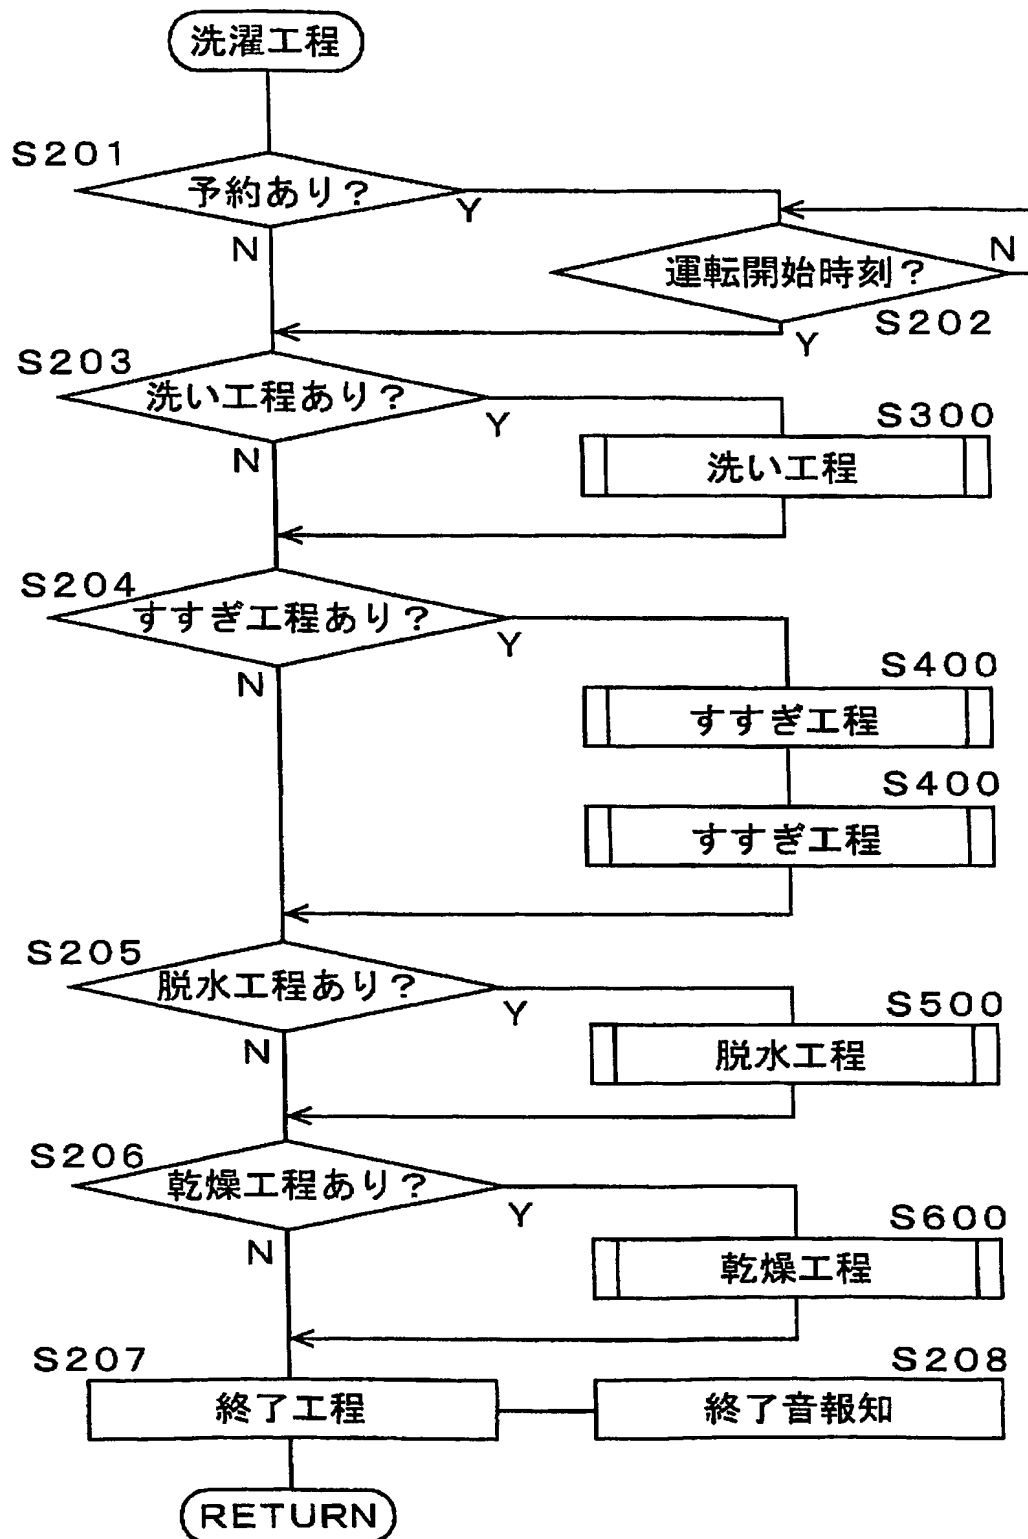 洗濯工程
S201
予約あり？
Y
N
運転開始時刻？
N
S202
Y
S203
洗い工程あり？
Y
N
S300
洗い工程
S204
すすぎ工程あり？
Y
N
S400
すすぎ工程
S400
すすぎ工程
S205
脱水工程あり？
Y
N
S500
脱水工程
S206
乾燥工程あり？
Y
N
S600
乾燥工程
S207
終了工程
S208
終了音報知
RETURN